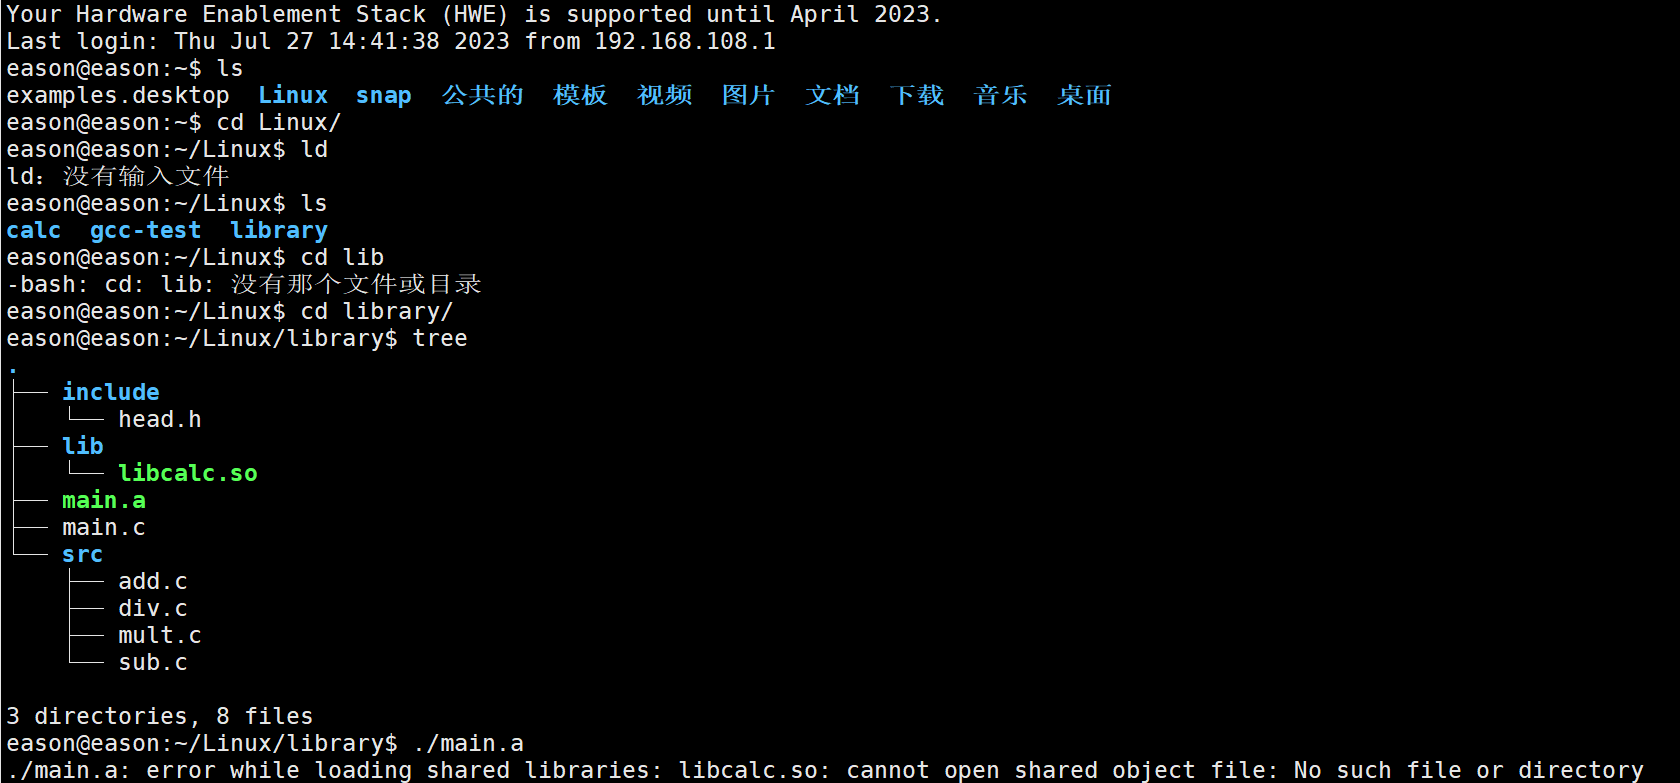 Your Hardware Enablement Stack (HWE) is supported until April 2023.
Last login: Thu Jul 27 14:41:38 2023 from 192.168.108.1
eason@eason:~$ ls
examples.desktop  Linux  snap  公共的  模板  视频  图片  文档  下载  音乐  桌面
eason@eason:~$ cd Linux/
eason@eason:~/Linux$ ld
ld：没有输入文件
eason@eason:~/Linux$ ls
calc  gcc-test  library
eason@eason:~/Linux$ cd lib
-bash: cd: lib: 没有那个文件或目录
eason@eason:~/Linux$ cd library/
eason@eason:~/Linux/library$ tree
.
├── include
│   └── head.h
├── lib
│   └── libcalc.so
├── main.a
├── main.c
└── src
    ├── add.c
    ├── div.c
    ├── mult.c
    └── sub.c
3 directories, 8 files
eason@eason:~/Linux/library$ ./main.a
./main.a: error while loading shared libraries: libcalc.so: cannot open shared object file: No such file or directory